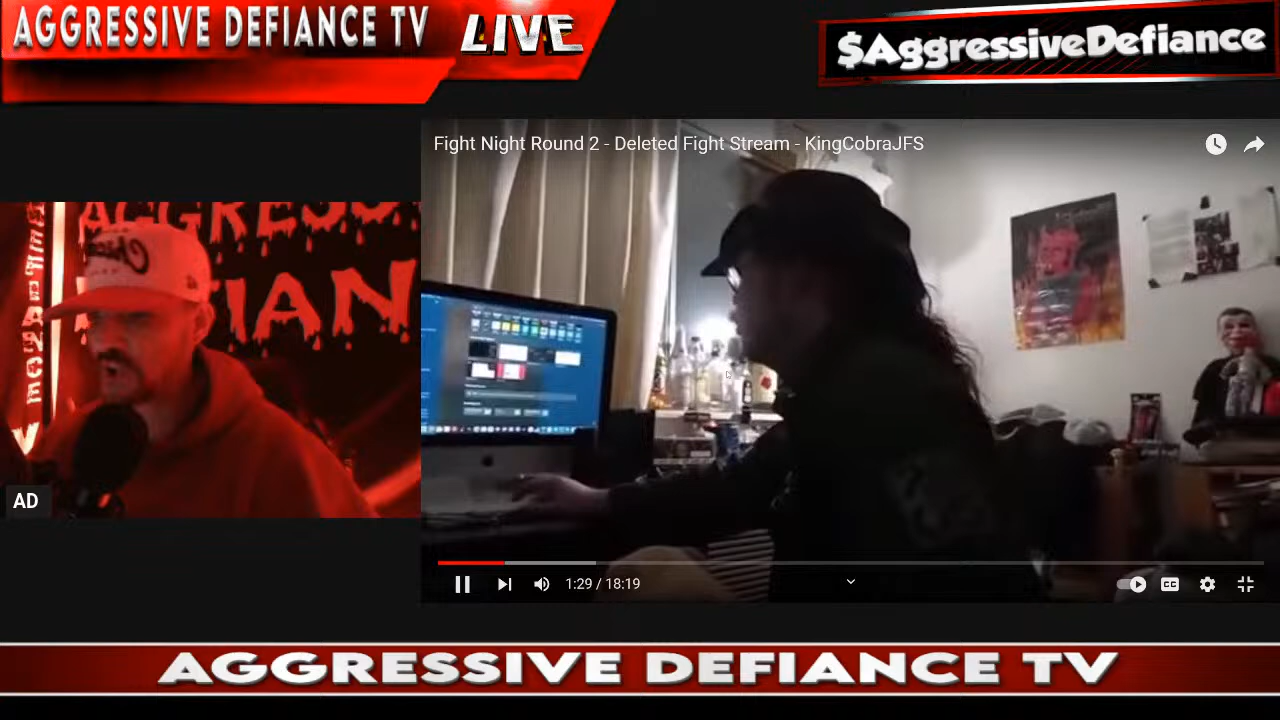 AGGRESSIVE DEFIANCE TV
LIVE
$AggressiveDefiance
Fight Night Round 2 - Deleted Fight Stream - KingCobraJFS
AD
1:29 / 18:19
CC
AGGRESSIVE DEFIANCE TV